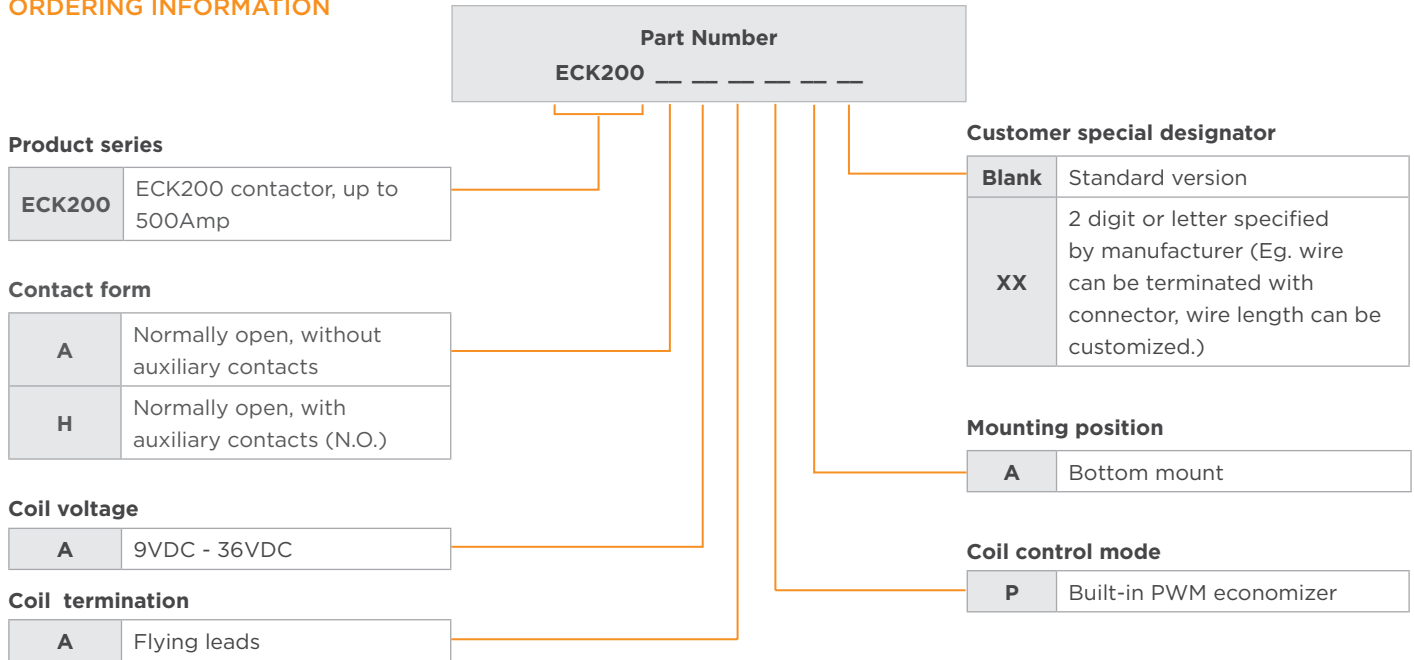 ORDERING INFORMATION
Part Number
ECK200 __ __ __ __ __ __
Product series
ECK200
ECK200 contactor, up to
500Amp
Contact form
A
Normally open, without
auxiliary contacts
H
Normally open, with
auxiliary contacts (N.O.)
Coil voltage
A
9VDC - 36VDC
Coil termination
A
Flying leads
Customer special designator
Blank
Standard version
XX
2 digit or letter specified
by manufacturer (Eg. wire
can be terminated with
connector, wire length can be
customized.)
Mounting position
A
Bottom mount
Coil control mode
P
Built-in PWM economizer